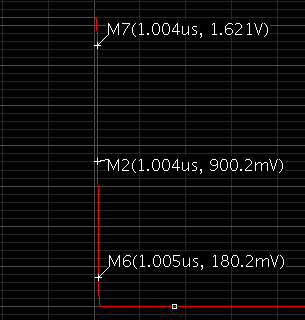 M7(1.004us, 1.621V)
M2(1.004us, 900.2mV)
M6(1.005us, 180.2mV)